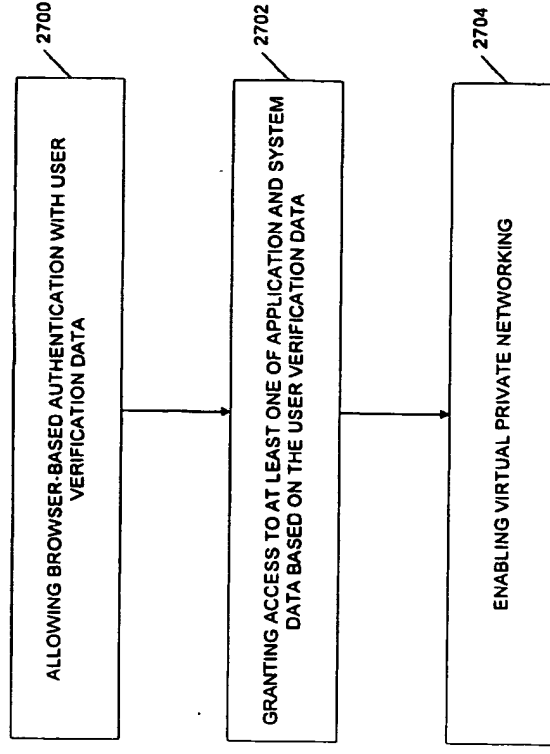 2700
ALLOWING BROWSER-BASED AUTHENTICATION WITH USER
VERIFICATION DATA
2702
GRANTING ACCESS TO AT LEAST ONE OF APPLICATION AND SYSTEM
DATA BASED ON THE USER VERIFICATION DATA
2704
ENABLING VIRTUAL PRIVATE NETWORKING